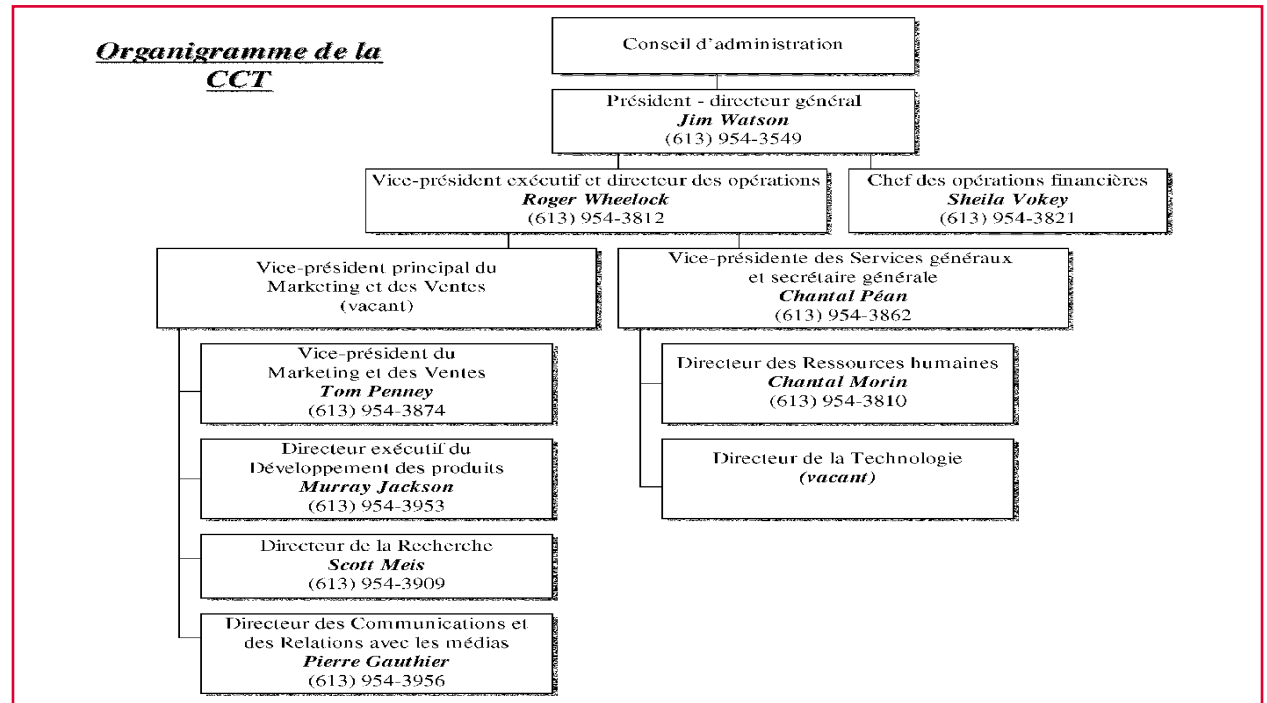 Organigramme de la
CCT
Conseil d'administration
Président - directeur général
Jim Watson
(613) 954-3549
Vice-président exécutif et directeur des opérations
Roger Wheelock
(613) 954-3812
Chef des opérations financières
Sheila Vokey
(613) 954-3821
Vice-président principal du
Marketing et des Ventes
(vacant)
Vice-présidente des Services généraux
et secrétaire générale
Chantal Péan
(613) 954-3862
Vice-président du
Marketing et des Ventes
Tom Penney
(613) 954-3874
Directeur exécutif du
Développement des produits
Murray Jackson
(613) 954-3953
Directeur de la Recherche
Scott Meis
(613) 954-3909
Directeur des Communications et
des Relations avec les médias
Pierre Gauthier
(613) 954-3956
Directeur des Ressources humaines
Chantal Morin
(613) 954-3810
Directeur de la Technologie
(vacant)